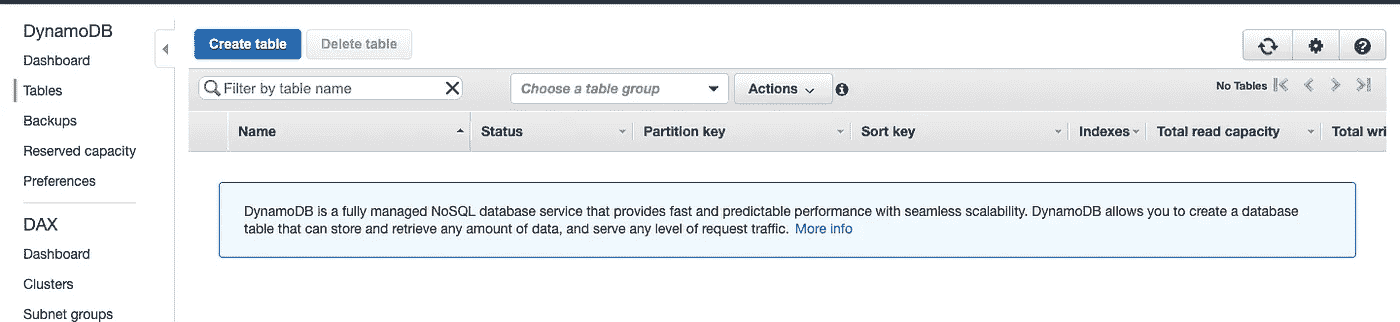 DynamoDB
Dashboard
Tables
Backups
Reserved capacity
Preferences
DAX
Dashboard
Clusters
Subnet groups
Create table
Delete table
Filter by table name
Choose a table group
Actions
No Tables
Name
Status
Partition key
Sort key
Indexes
Total read capacity
Total wri
DynamoDB is a fully managed NoSQL database service that provides fast and predictable performance with seamless scalability. DynamoDB allows you to create a database
table that can store and retrieve any amount of data, and serve any level of request traffic. More info